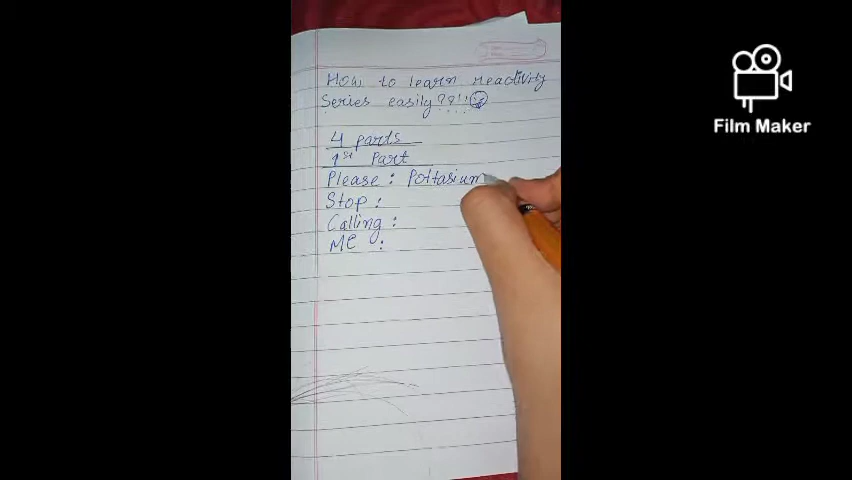 How to learn reactivity
Series easily??!!
4 parts
1st Part
Please : Pottasium
Stop :
Calling :
ME :
Film Maker